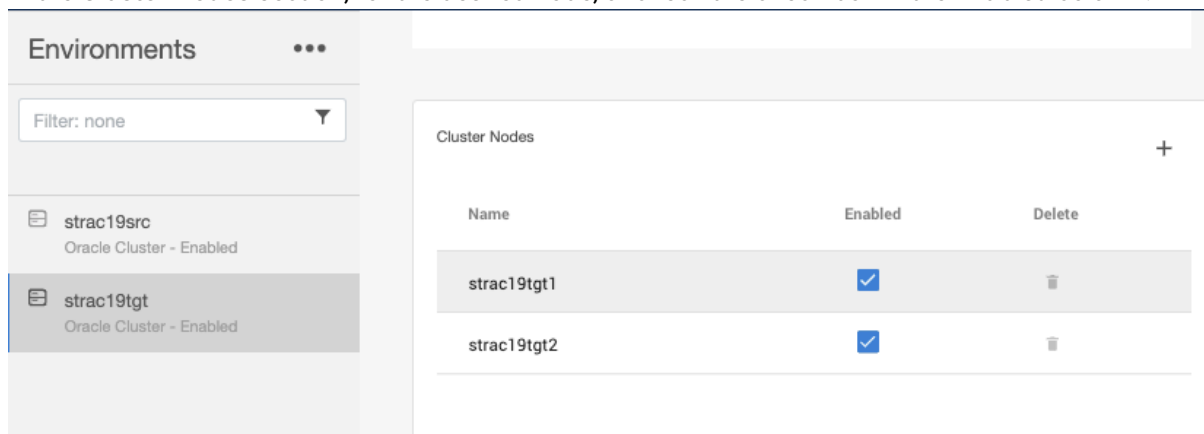 Environments
Filter: none
strac19src
Oracle Cluster - Enabled
strac19tgt
Oracle Cluster - Enabled
Cluster Nodes
Name Enabled Delete
strac19tgt1
strac19tgt2